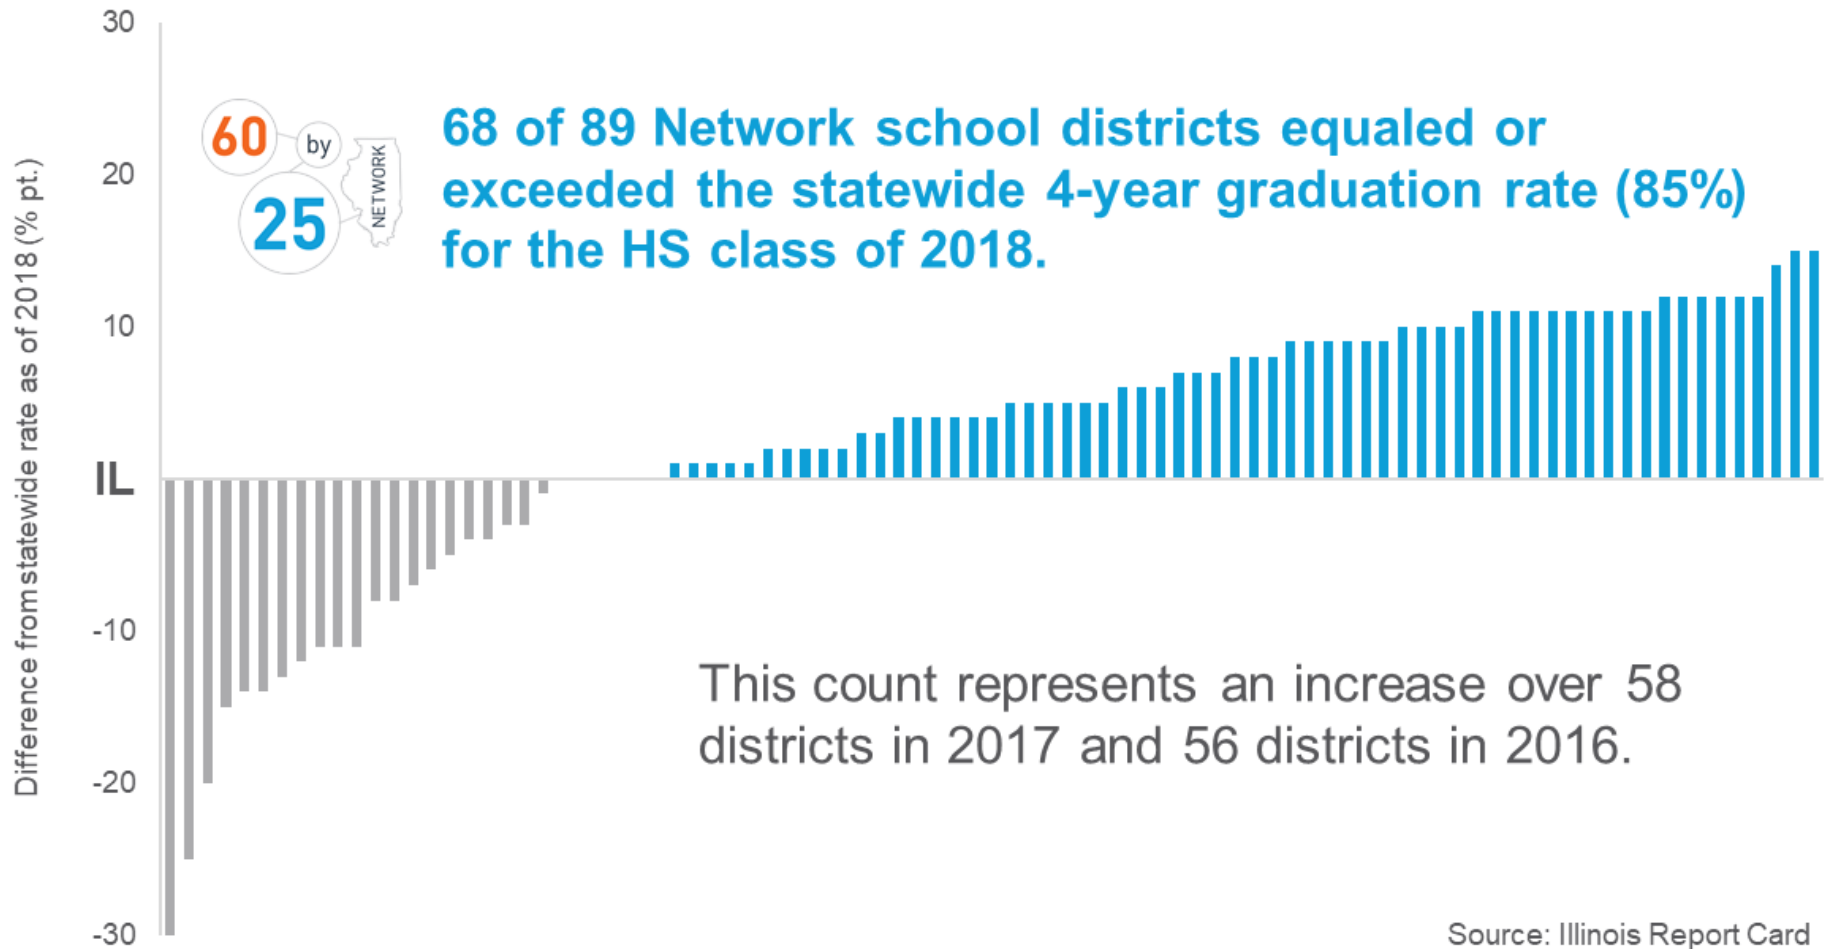 30
20
10
IL
-10
-20
-30
Difference from statewide rate as of 2018 (% pt.)
60
by
25
NETWORK
68 of 89 Network school districts equaled or
exceeded the statewide 4-year graduation rate (85%)
for the HS class of 2018.
This count represents an increase over 58
districts in 2017 and 56 districts in 2016.
Source: Illinois Report Card